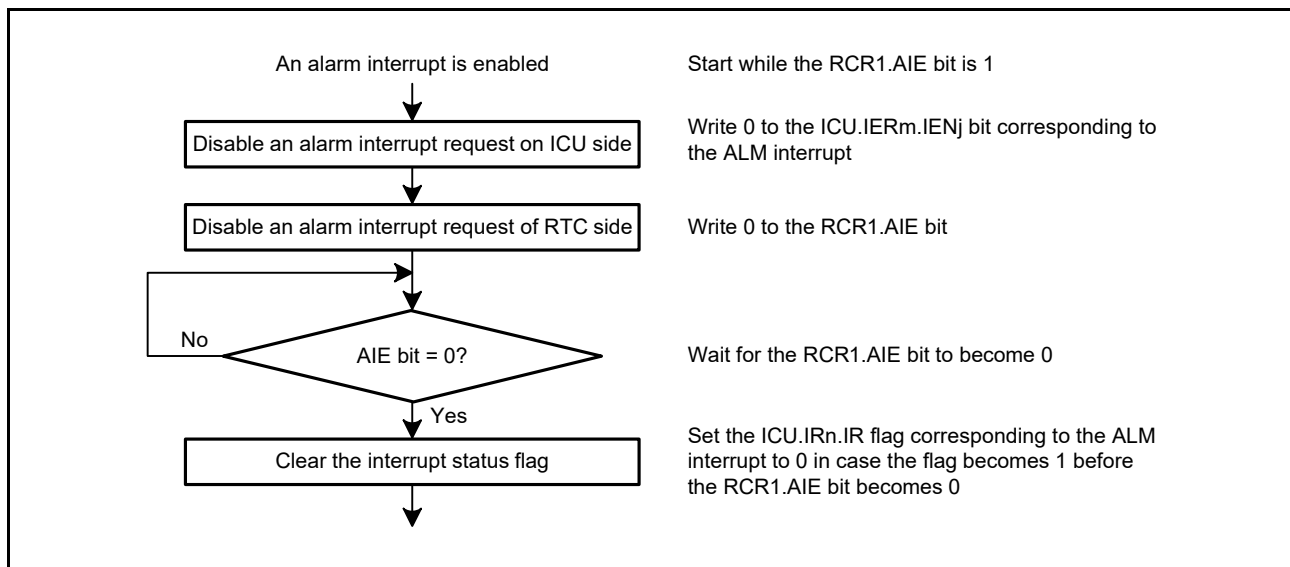 An alarm interrupt is enabled
Start while the RCR1.AIE bit is 1
Disable an alarm interrupt request on ICU side
Write 0 to the ICU.IERm.IENj bit corresponding to
the ALM interrupt
Disable an alarm interrupt request of RTC side
Write 0 to the RCR1.AIE bit
No
AIE bit = 0?
Wait for the RCR1.AIE bit to become 0
Yes
Clear the interrupt status flag
Set the ICU.IRn.IR flag corresponding to the ALM
interrupt to 0 in case the flag becomes 1 before
the RCR1.AIE bit becomes 0